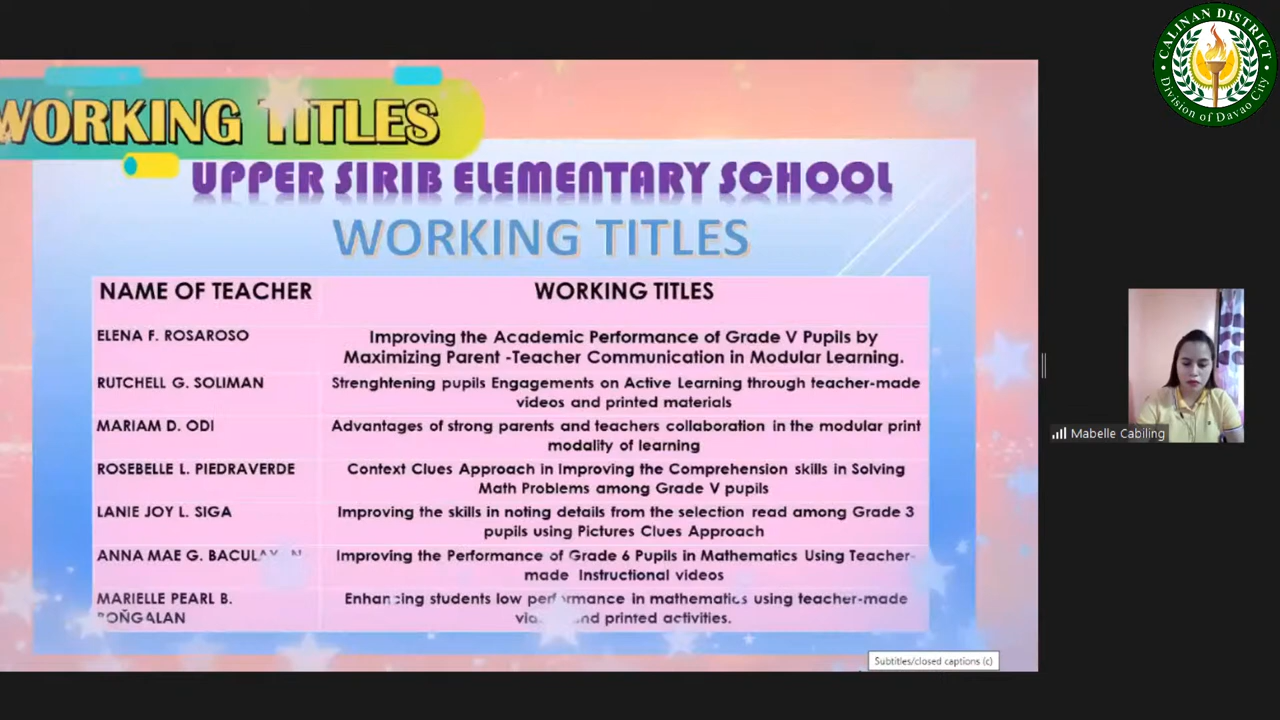 CALINAN DISTRICT
Division of Davao City
WORKING TITLES
UPPER SIRIB ELEMENTARY SCHOOL
WORKING TITLES
NAME OF TEACHER WORKING TITLES
ELENA F. ROSAROSO Improving the Academic Performance of Grade V Pupils by
Maximizing Parent -Teacher Communication in Modular Learning.
RUTCHELL G. SOLIMAN Strenghtening pupils Engagements on Active Learning through teacher-made
videos and printed materials
MARIAM D. ODI Advantages of strong parents and teachers collaboration in the modular print
modality of learning
ROSEBELLE L. PIEDRAVERDE Context Clues Approach in Improving the Comprehension skills in Solving
Math Problems among Grade V pupils
LANIE JOY L. SIGA Improving the skills in noting details from the selection read among Grade 3
pupils using Pictures Clues Approach
ANNA MAE G. Improving the Performance of Grade 6 Pupils in Mathematics Using Teacher-
made Instructional videos
MARIELLE PEARL B. Enhancing students low performance in mathematics using teacher-made
and printed activities.
Mabelle Cabiling
Subtitles/closed captions (c)